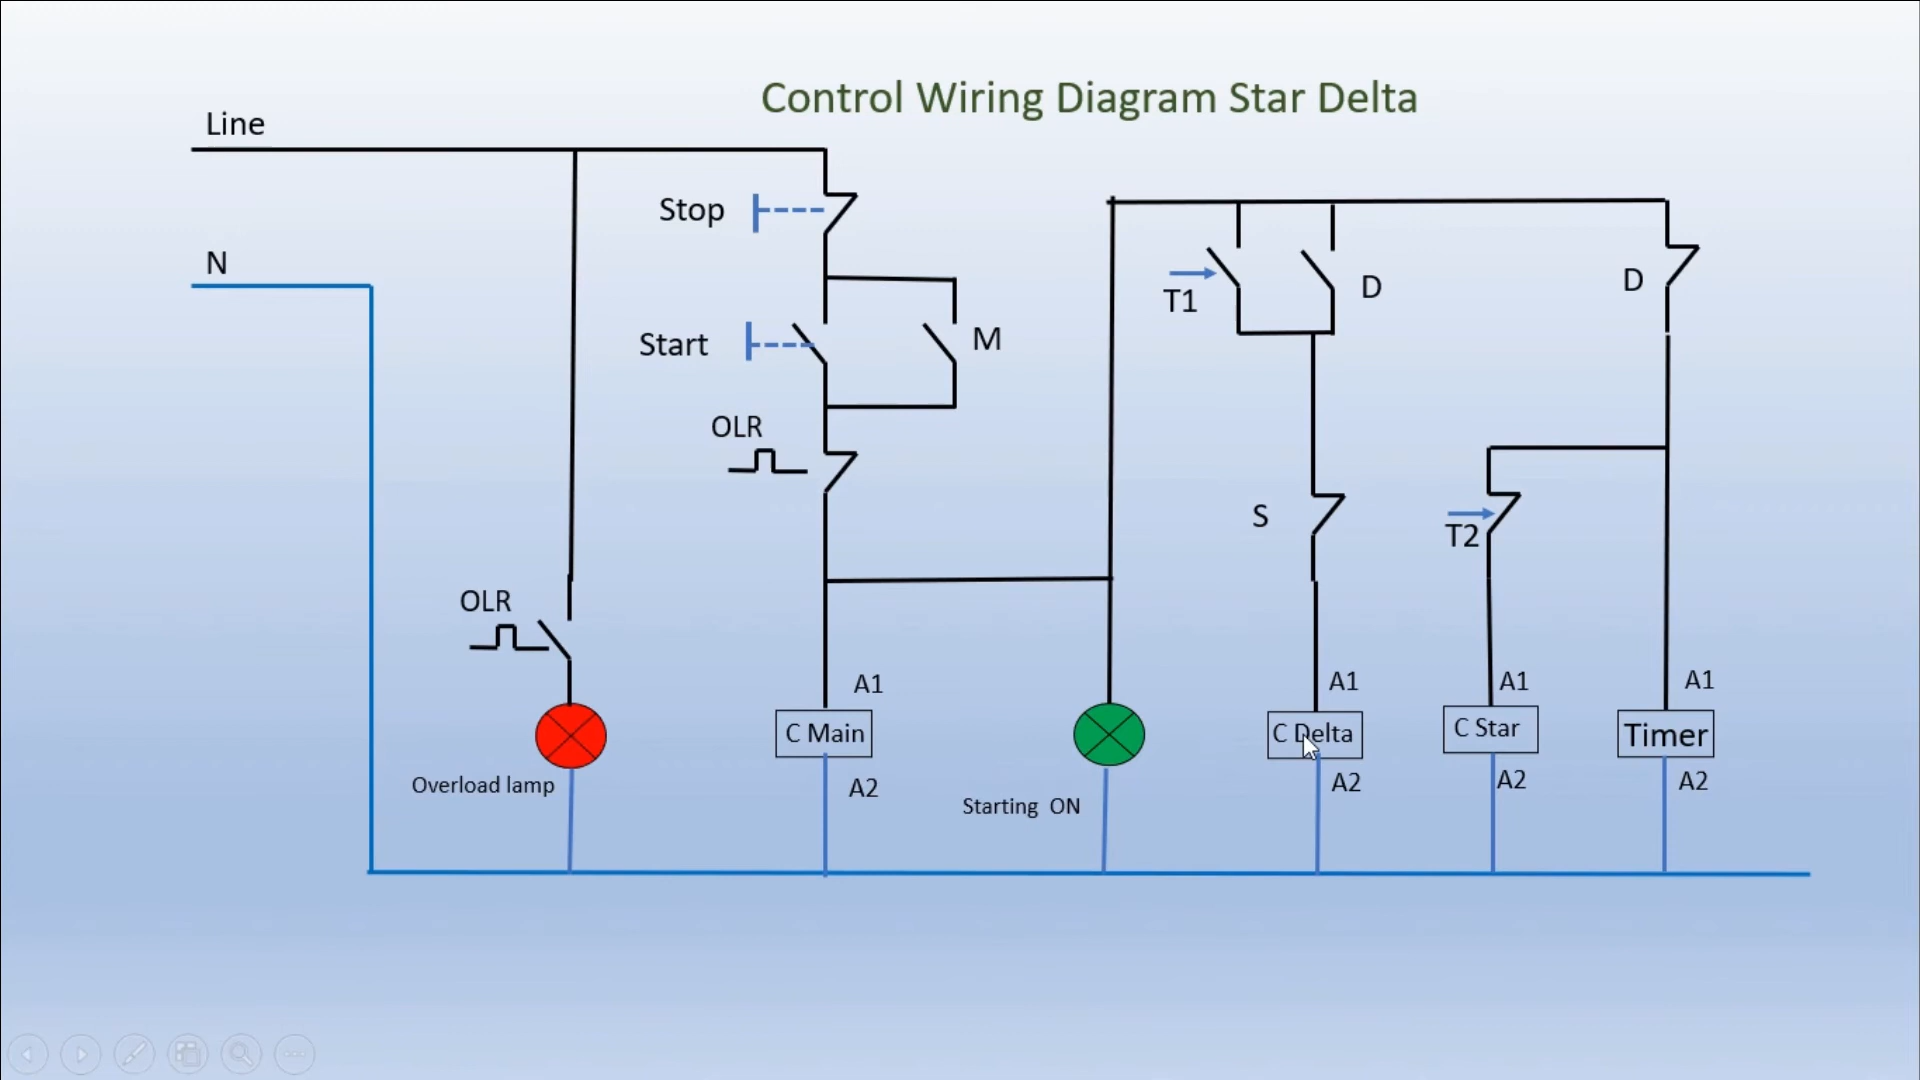 Control Wiring Diagram Star Delta
Line
Stop
N
T1
D
D
Start
M
OLR
S
T2
OLR
A1
A1
A1
A1
C Main
C Delta
C Star
Timer
Overload lamp
A2
Starting ON
A2
A2
A2